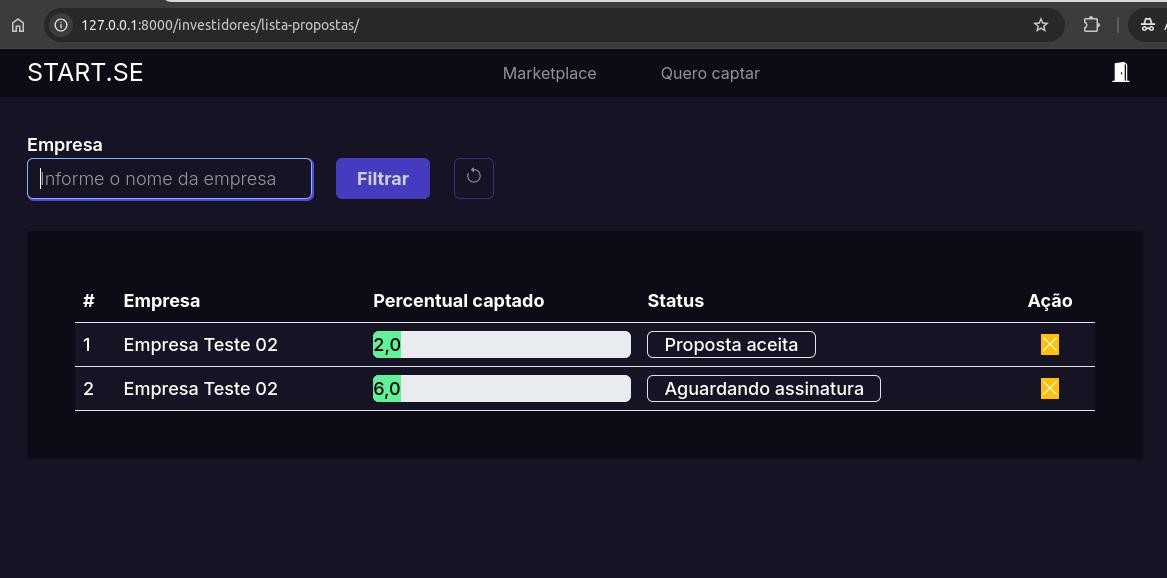 127.0.0.1:8000/investidores/lista-propostas/
START.SE Marketplace Quero captar
Empresa
Informe o nome da empresa Filtrar
# Empresa Percentual captado Status Ação
1 Empresa Teste 02 2,0 Proposta aceita
2 Empresa Teste 02 6,0 Aguardando assinatura